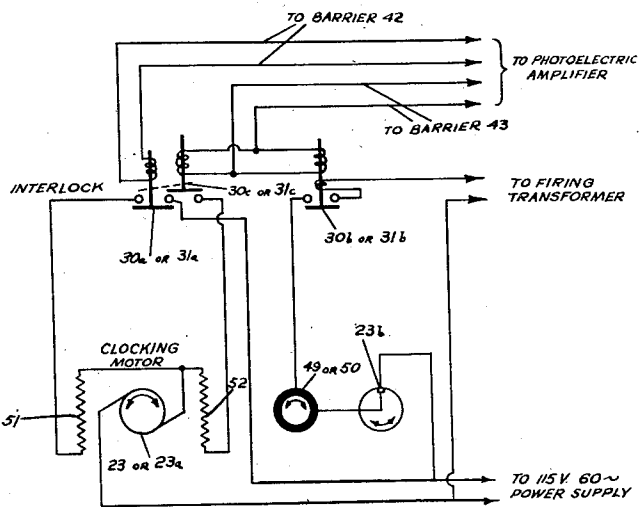 TO BARRIER 42
TO PHOTOELECTRIC
AMPLIFIER
TO BARRIER 43
INTERLOCK
30c OR 31c
TO FIRING
TRANSFORMER
30a OR 31a
30b OR 31b
23b
CLOCKING
MOTOR
49 OR 50
52
51
23 OR 23a
TO 115V. 60~
POWER SUPPLY